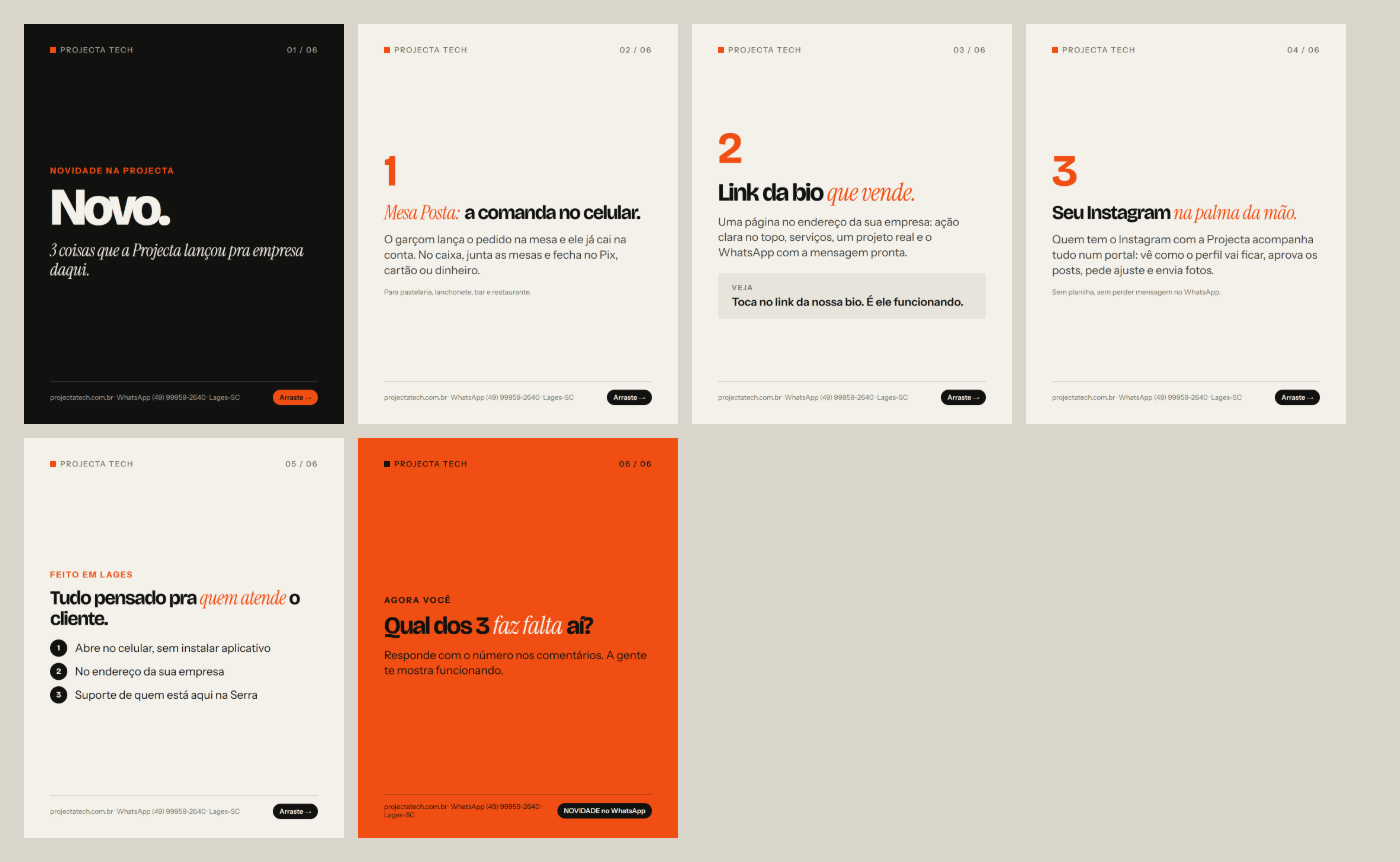 PROJECTA TECH
01 / 06
NOVIDADE NA PROJECTA
Novo.
3 coisas que a Projecta lançou pra empresa
daqui.
projectatech.com.br · WhatsApp (49) 99959-2640 · Lages-SC
Arraste →
PROJECTA TECH
02 / 06
1
Mesa Posta: a comanda no celular.
O garçom lança o pedido na mesa e ele já cai na
conta. No caixa, junta as mesas e fecha no Pix,
cartão ou dinheiro.
Para pastelaria, lanchonete, bar e restaurante.
projectatech.com.br · WhatsApp (49) 99959-2640 · Lages-SC
Arraste →
PROJECTA TECH
03 / 06
2
Link da bio que vende.
Uma página no endereço da sua empresa: ação
clara no topo, serviços, um projeto real e o
WhatsApp com a mensagem pronta.
VEJA
Toca no link da nossa bio. É ele funcionando.
projectatech.com.br · WhatsApp (49) 99959-2640 · Lages-SC
Arraste →
PROJECTA TECH
04 / 06
3
Seu Instagram na palma da mão.
Quem tem o Instagram com a Projecta acompanha
tudo num portal: vê como o perfil vai ficar, aprova os
posts, pede ajuste e envia fotos.
Sem planilha, sem perder mensagem no WhatsApp.
projectatech.com.br · WhatsApp (49) 99959-2640 · Lages-SC
Arraste →
PROJECTA TECH
05 / 06
FEITO EM LAGES
Tudo pensado pra quem atende o
cliente.
1 Abre no celular, sem instalar aplicativo
2 No endereço da sua empresa
3 Suporte de quem está aqui na Serra
projectatech.com.br · WhatsApp (49) 99959-2640 · Lages-SC
Arraste →
PROJECTA TECH
06 / 06
AGORA VOCÊ
Qual dos 3 faz falta aí?
Responde com o número nos comentários. A gente
te mostra funcionando.
projectatech.com.br · WhatsApp (49) 99959-2640 ·
Lages-SC
NOVIDADE no WhatsApp